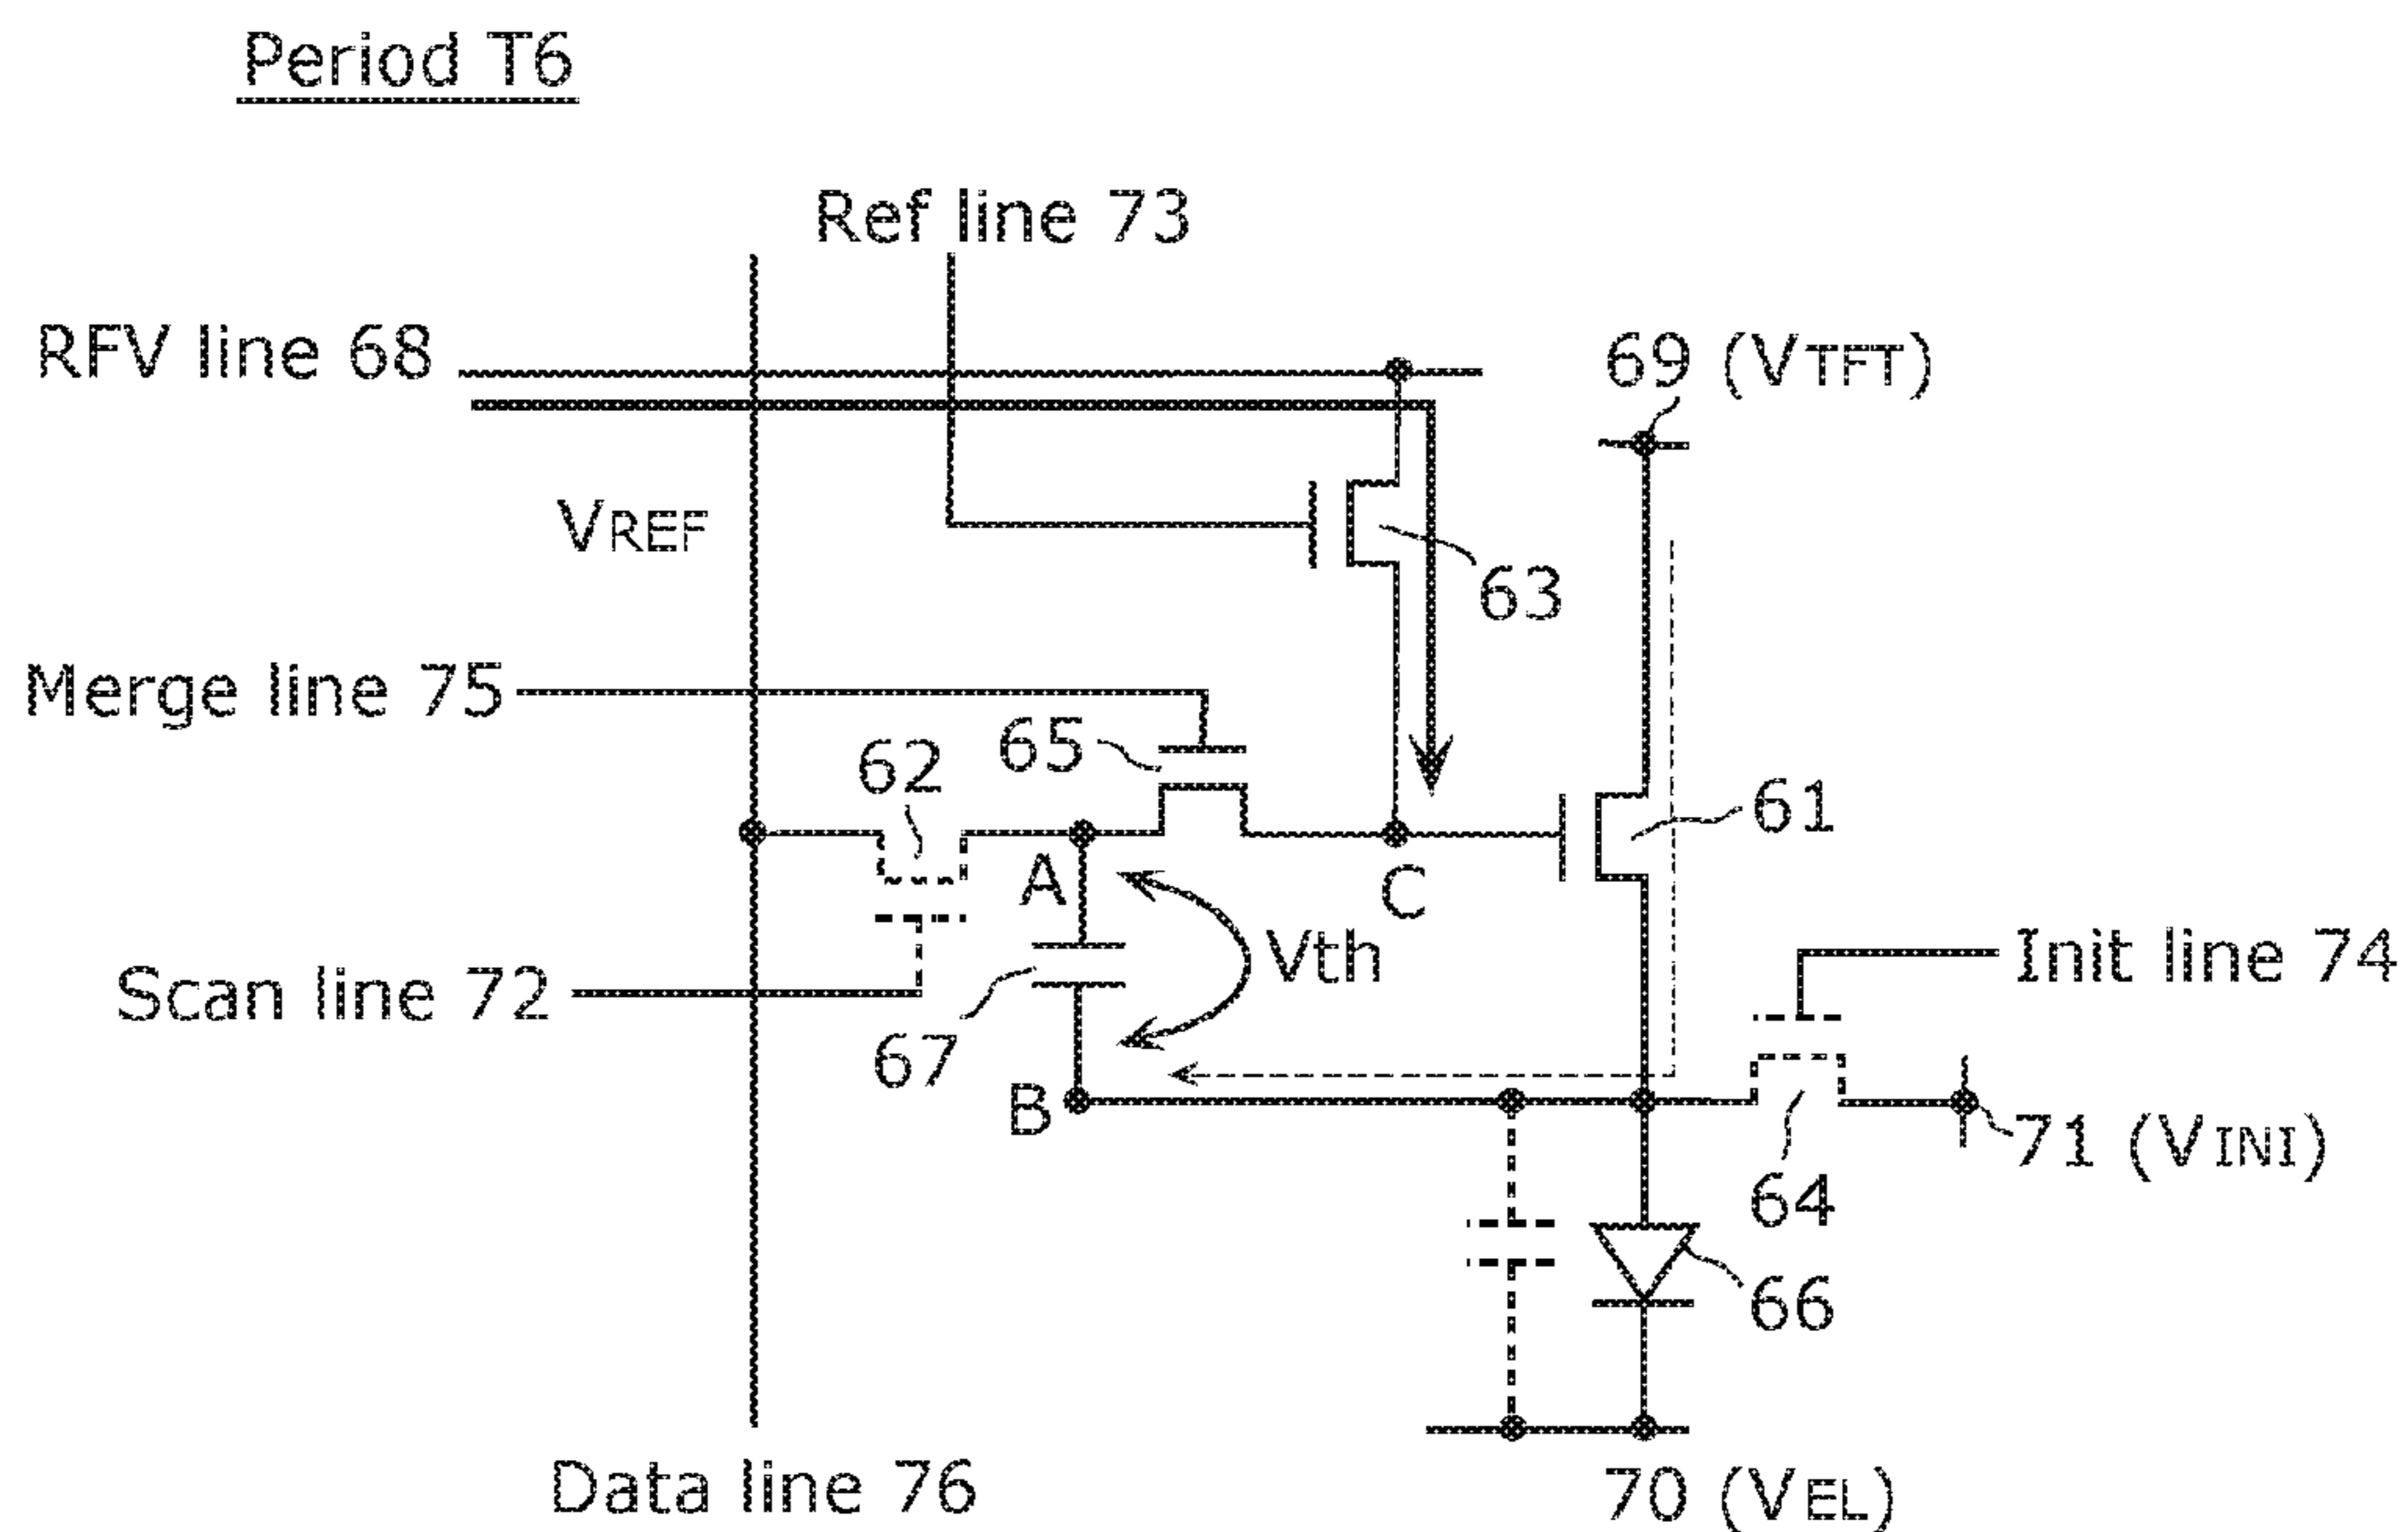 Period T6
Ref line 73
RFV line 68
69 (VTFT)
VREF
63
Merge line 75
65
62
61
A
C
Vth
Init line 74
Scan line 72
67
B
71 (VINI)
64
66
Data line 76
70 (VEL)